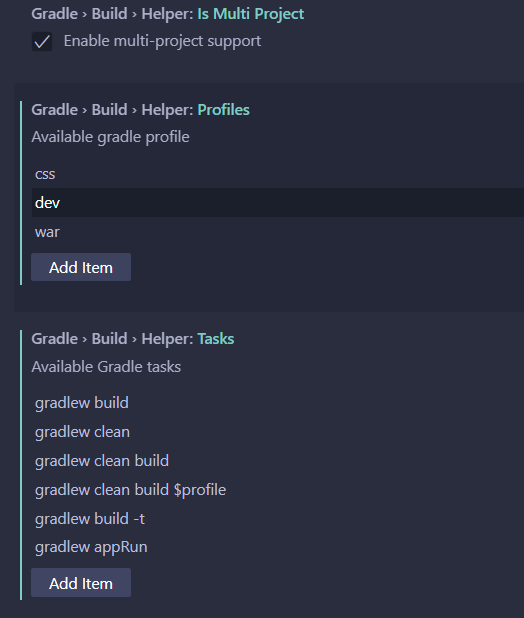 Gradle › Build › Helper: Is Multi Project
Enable multi-project support
Gradle › Build › Helper: Profiles
Available gradle profile
css
dev
war
Add Item
Gradle › Build › Helper: Tasks
Available Gradle tasks
gradlew build
gradlew clean
gradlew clean build
gradlew clean build $profile
gradlew build -t
gradlew appRun
Add Item